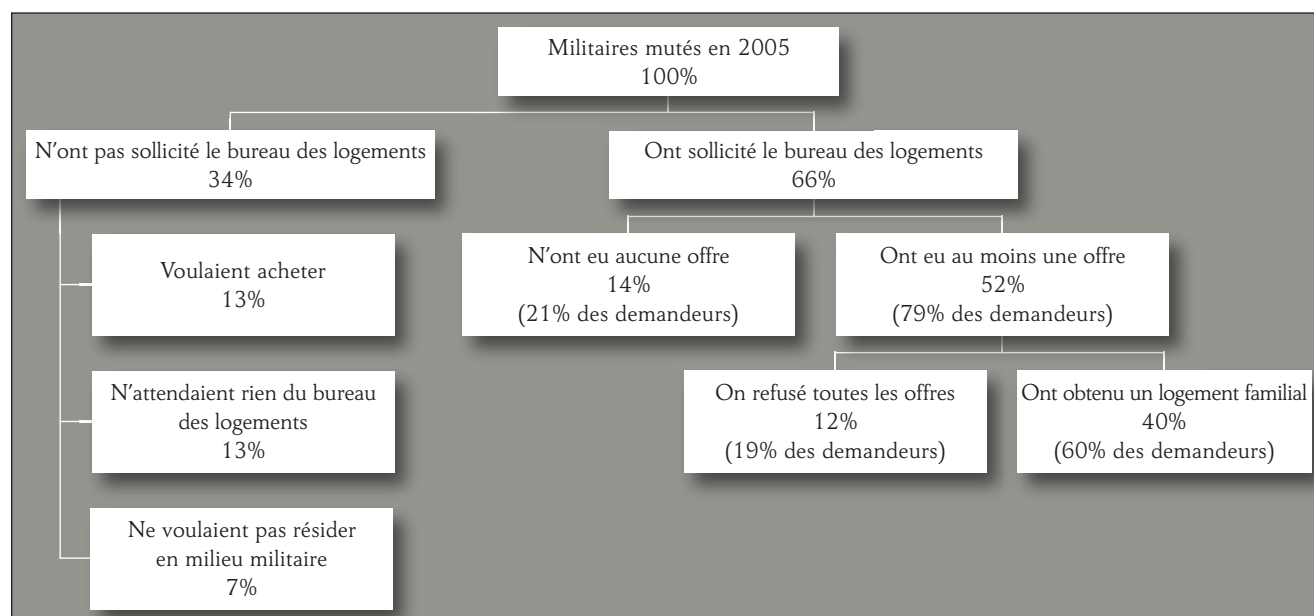 Militaires mutés en 2005
100%
N'ont pas sollicité le bureau des logements
34%
Ont sollicité le bureau des logements
66%
Voulaient acheter
13%
N'attendaient rien du bureau
des logements
13%
Ne voulaient pas résider
en milieu militaire
7%
N'ont eu aucune offre
14%
(21% des demandeurs)
Ont eu au moins une offre
52%
(79% des demandeurs)
On refusé toutes les offres
12%
(19% des demandeurs)
Ont obtenu un logement familial
40%
(60% des demandeurs)